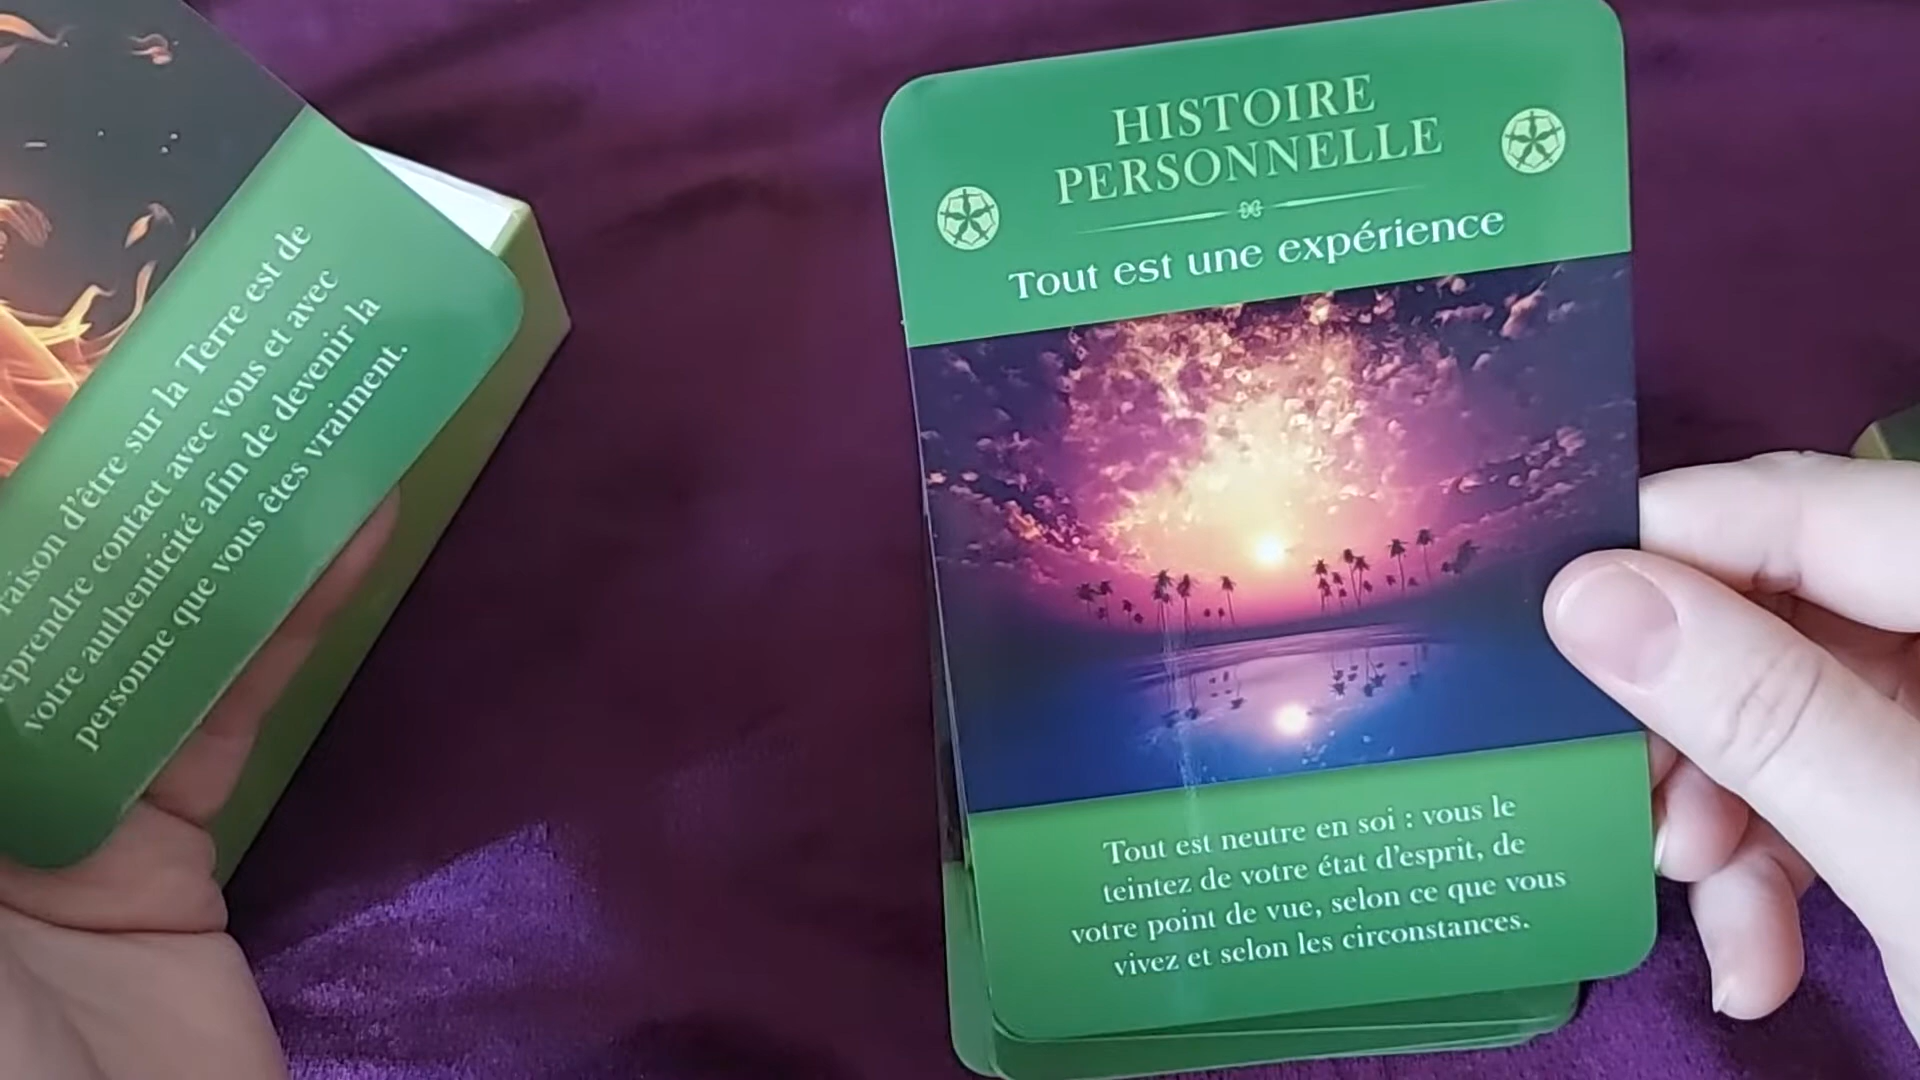 raison d'être sur la Terre est de
reprendre contact avec vous et avec
votre authenticité afin de devenir la
personne que vous êtes vraiment.
HISTOIRE
PERSONNELLE
Tout est une expérience
Tout est neutre en soi : vous le
teintez de votre état d'esprit, de
votre point de vue, selon ce que vous
vivez et selon les circonstances.